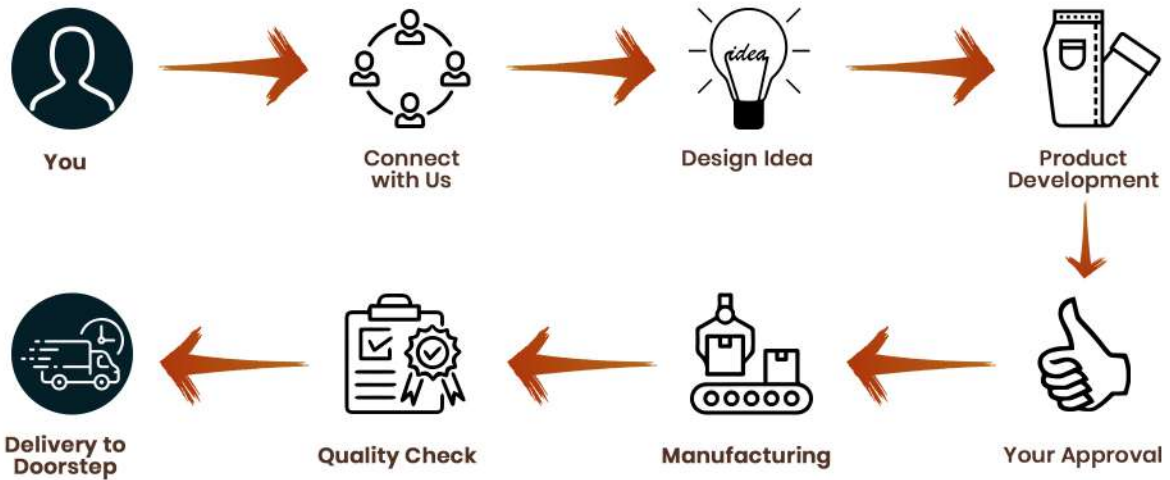 You
Connect
with Us
idea
Design Idea
Product
Development
Delivery to
Doorstep
Quality Check
Manufacturing
Your Approval